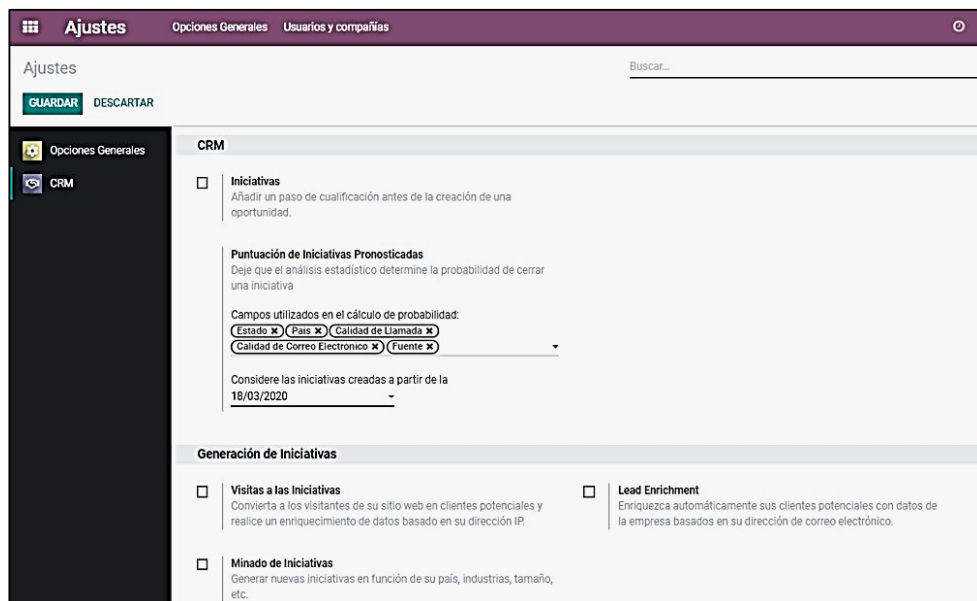 Ajustes Opciones Generales Usuarios y compañías
Ajustes
Buscar...
GUARDAR DESCARTAR
Opciones Generales
CRM
CRM
Iniciativas
Añadir un paso de cualificación antes de la creación de una
oportunidad.
Puntuación de Iniciativas Pronosticadas
Deje que el análisis estadístico determine la probabilidad de cerrar
una iniciativa
Campos utilizados en el cálculo de probabilidad:
Estado × País × Calidad de Llamada ×
Calidad de Correo Electrónico × Fuente ×
Considere las iniciativas creadas a partir de la
18/03/2020
Generación de Iniciativas
Visitas a las Iniciativas
Convierta a los visitantes de su sitio web en clientes potenciales y
realice un enriquecimiento de datos basado en su dirección IP.
Lead Enrichment
Enriquezca automáticamente sus clientes potenciales con datos de
la empresa basados en su dirección de correo electrónico.
Minado de Iniciativas
Generar nuevas iniciativas en función de su país, industrias, tamaño,
etc.